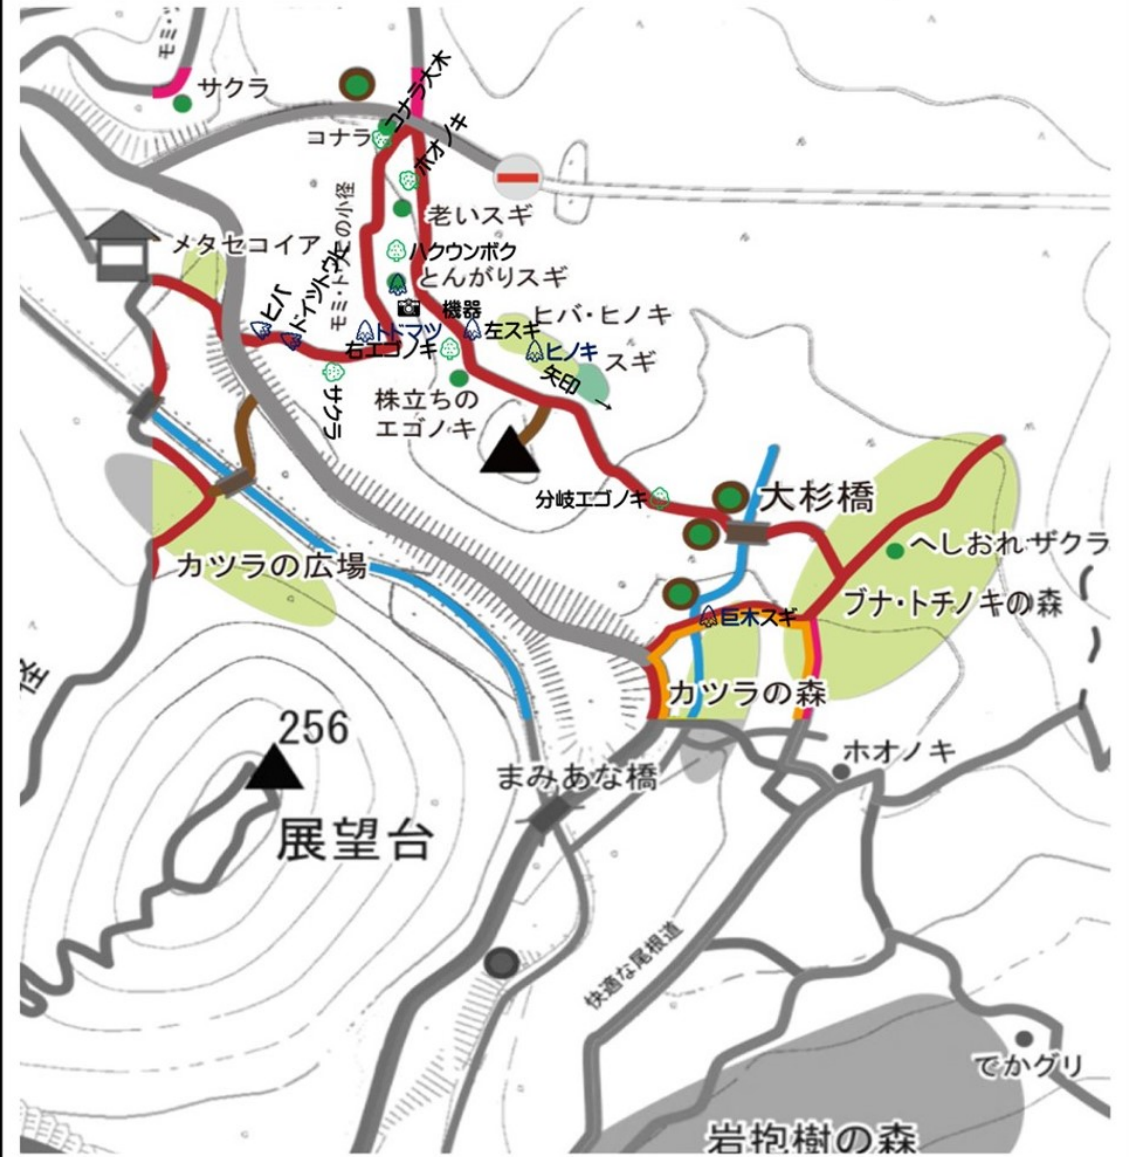 モミ・
サクラ
コナラ大木
コナラ
ホオノキ
モミ・トドマツの小径
老いスギ
メタセコイア
ハクウンボク
とんがりスギ
ヒバ
ドイツトウヒ
機器
ヒバ・ヒノキ
トドマツ
左スギ
右エゴノキ
ヒノキ
スギ
矢印
→
サクラ
株立ちの
エゴノキ
分岐エゴノキ
大杉橋
へしおれザクラ
カツラの広場
ブナ・トチノキの森
巨木スギ
径
カツラの森
256
展望台
まみあな橋
ホオノキ
快適な尾根道
でかグリ
岩抱樹の森